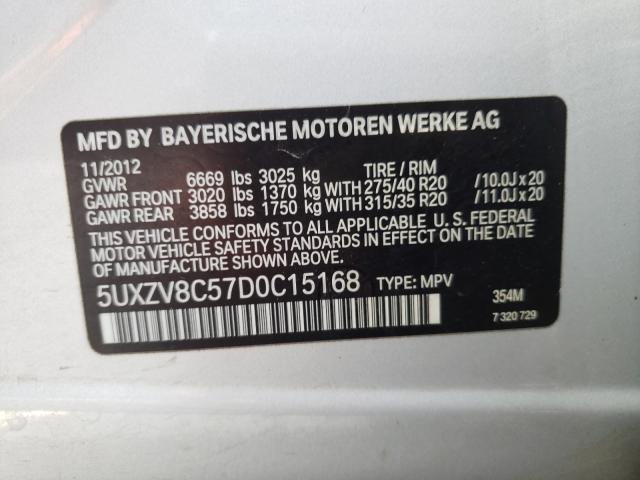 MFD BY BAYERISCHE MOTOREN WERKE AG
11/2012 TIRE / RIM
GVWR 6669 lbs 3025 kg
GAWR FRONT 3020 lbs 1370 kg WITH 275/40 R20 /10.0J x 20
GAWR REAR 3858 lbs 1750 kg WITH 315/35 R20 /11.0J x 20
THIS VEHICLE CONFORMS TO ALL APPLICABLE U. S. FEDERAL
MOTOR VEHICLE SAFETY STANDARDS IN EFFECT ON THE DATE
OF MANUFACTURE SHOWN ABOVE.
5UXZV8C57D0C15168 TYPE: MPV
354M
7 320 729